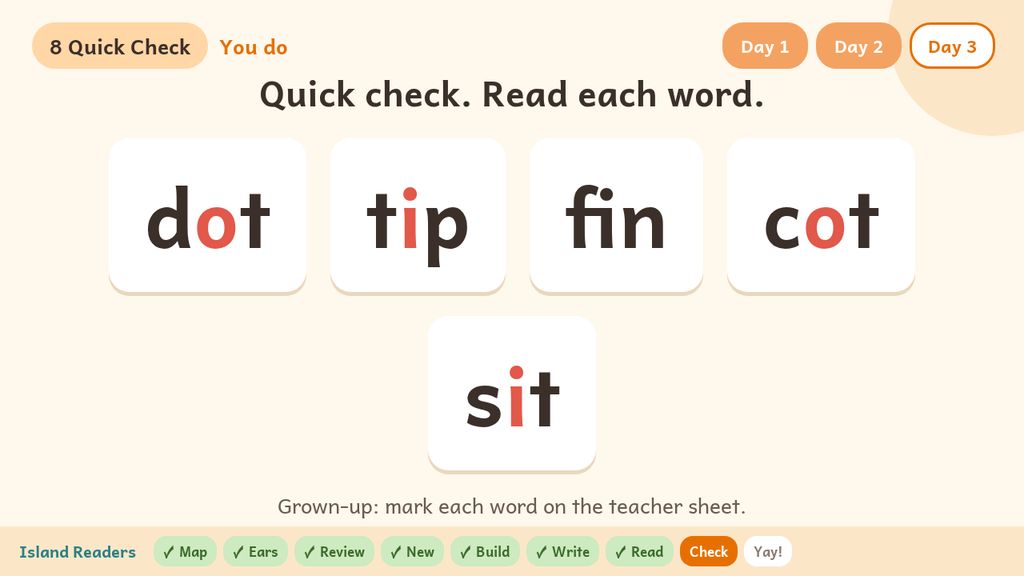 8 Quick Check You do Day 1 Day 2 Day 3
Quick check. Read each word.
dot tip fin cot
sit
Grown-up: mark each word on the teacher sheet.
Island Readers ✓ Map ✓ Ears ✓ Review ✓ New ✓ Build ✓ Write ✓ Read Check Yay!